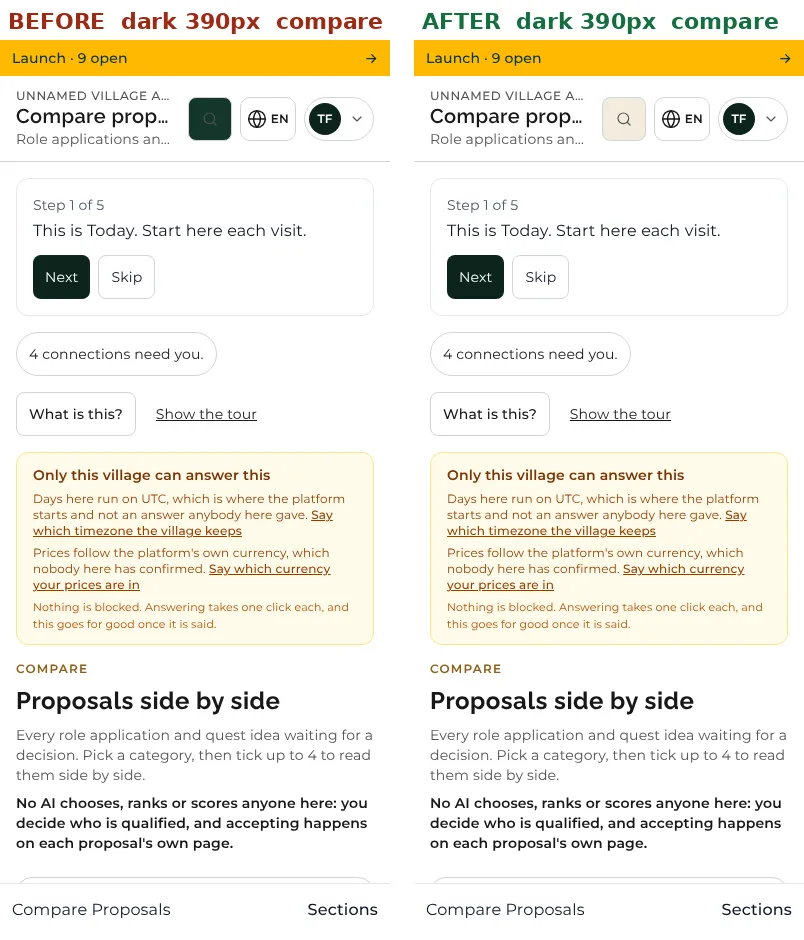 BEFORE dark 390px compare
Launch · 9 open →
UNNAMED VILLAGE A...
Compare prop...
Role applications an...
EN
TF
Step 1 of 5
This is Today. Start here each visit.
Next
Skip
4 connections need you.
What is this?
Show the tour
Only this village can answer this
Days here run on UTC, which is where the platform
starts and not an answer anybody here gave. Say
which timezone the village keeps
Prices follow the platform's own currency, which
nobody here has confirmed. Say which currency
your prices are in
Nothing is blocked. Answering takes one click each, and
this goes for good once it is said.
COMPARE
Proposals side by side
Every role application and quest idea waiting for a
decision. Pick a category, then tick up to 4 to read
them side by side.
No AI chooses, ranks or scores anyone here: you
decide who is qualified, and accepting happens
on each proposal's own page.
Compare Proposals
Sections
AFTER dark 390px compare
Launch · 9 open →
UNNAMED VILLAGE A...
Compare prop...
Role applications an...
EN
TF
Step 1 of 5
This is Today. Start here each visit.
Next
Skip
4 connections need you.
What is this?
Show the tour
Only this village can answer this
Days here run on UTC, which is where the platform
starts and not an answer anybody here gave. Say
which timezone the village keeps
Prices follow the platform's own currency, which
nobody here has confirmed. Say which currency
your prices are in
Nothing is blocked. Answering takes one click each, and
this goes for good once it is said.
COMPARE
Proposals side by side
Every role application and quest idea waiting for a
decision. Pick a category, then tick up to 4 to read
them side by side.
No AI chooses, ranks or scores anyone here: you
decide who is qualified, and accepting happens
on each proposal's own page.
Compare Proposals
Sections